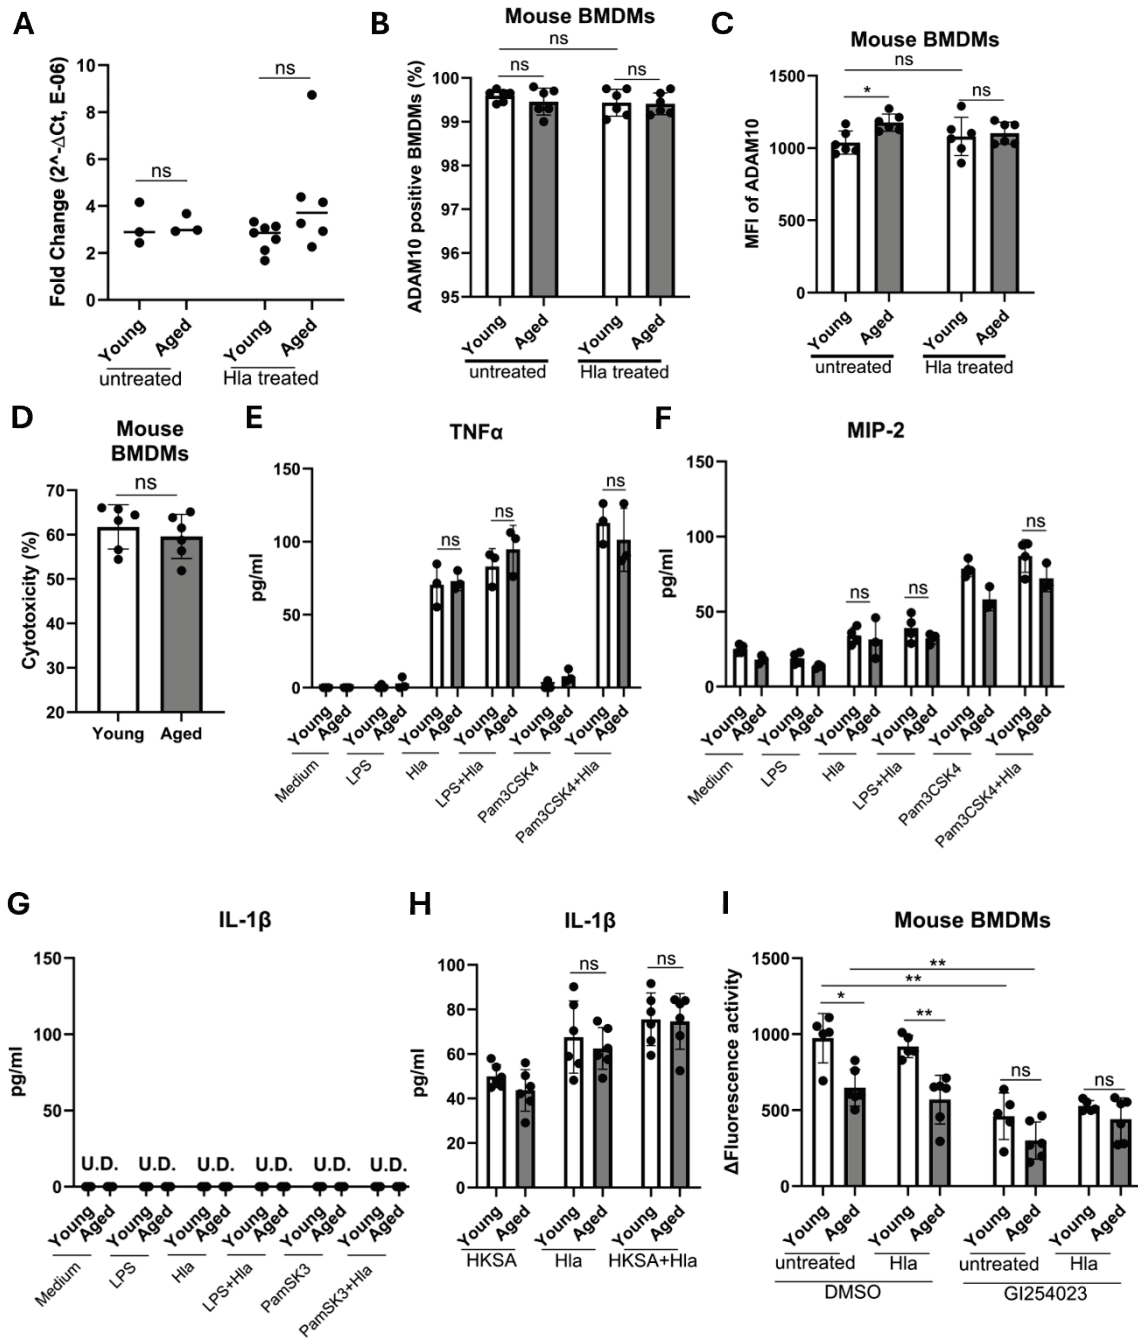 A
Fold Change (2^-ΔCt, E-06)
10
8
6
4
2
0
ns
ns
Young
Aged
Young
Aged
untreated
Hla treated
B
Mouse BMDMs
ADAM10 positive BMDMs (%)
100
99
98
97
96
95
ns
ns
ns
Young
Aged
Young
Aged
untreated
Hla treated
C
Mouse BMDMs
MFI of ADAM10
1500
1000
500
0
ns
*
ns
Young
Aged
Young
Aged
untreated
Hla treated
D
Mouse
BMDMs
Cytotoxicity (%)
70
60
50
40
30
20
ns
Young
Aged
E
TNFα
pg/ml
150
100
50
0
ns
ns
ns
Young
Aged
Young
Aged
Young
Aged
Young
Aged
Young
Aged
Young
Aged
Medium
LPS
Hla
LPS+Hla
Pam3CSK4
Pam3CSK4+Hla
F
MIP-2
pg/ml
150
100
50
0
ns
ns
ns
Young
Aged
Young
Aged
Young
Aged
Young
Aged
Young
Aged
Young
Aged
Medium
LPS
Hla
LPS+Hla
Pam3CSK4
Pam3CSK4+Hla
G
IL-1β
pg/ml
150
100
50
0
U.D. U.D. U.D. U.D. U.D. U.D.
Young
Aged
Young
Aged
Young
Aged
Young
Aged
Young
Aged
Young
Aged
Medium
LPS
Hla
LPS+Hla
PamSK3
PamSK3+Hla
H
IL-1β
pg/ml
100
80
60
40
20
0
ns
ns
Young
Aged
Young
Aged
Young
Aged
HKSA
Hla
HKSA+Hla
I
Mouse BMDMs
ΔFluorescence activity
1500
1000
500
0
**
**
*
**
ns
ns
Young
Aged
Young
Aged
Young
Aged
Young
Aged
untreated
Hla
untreated
Hla
DMSO
GI254023